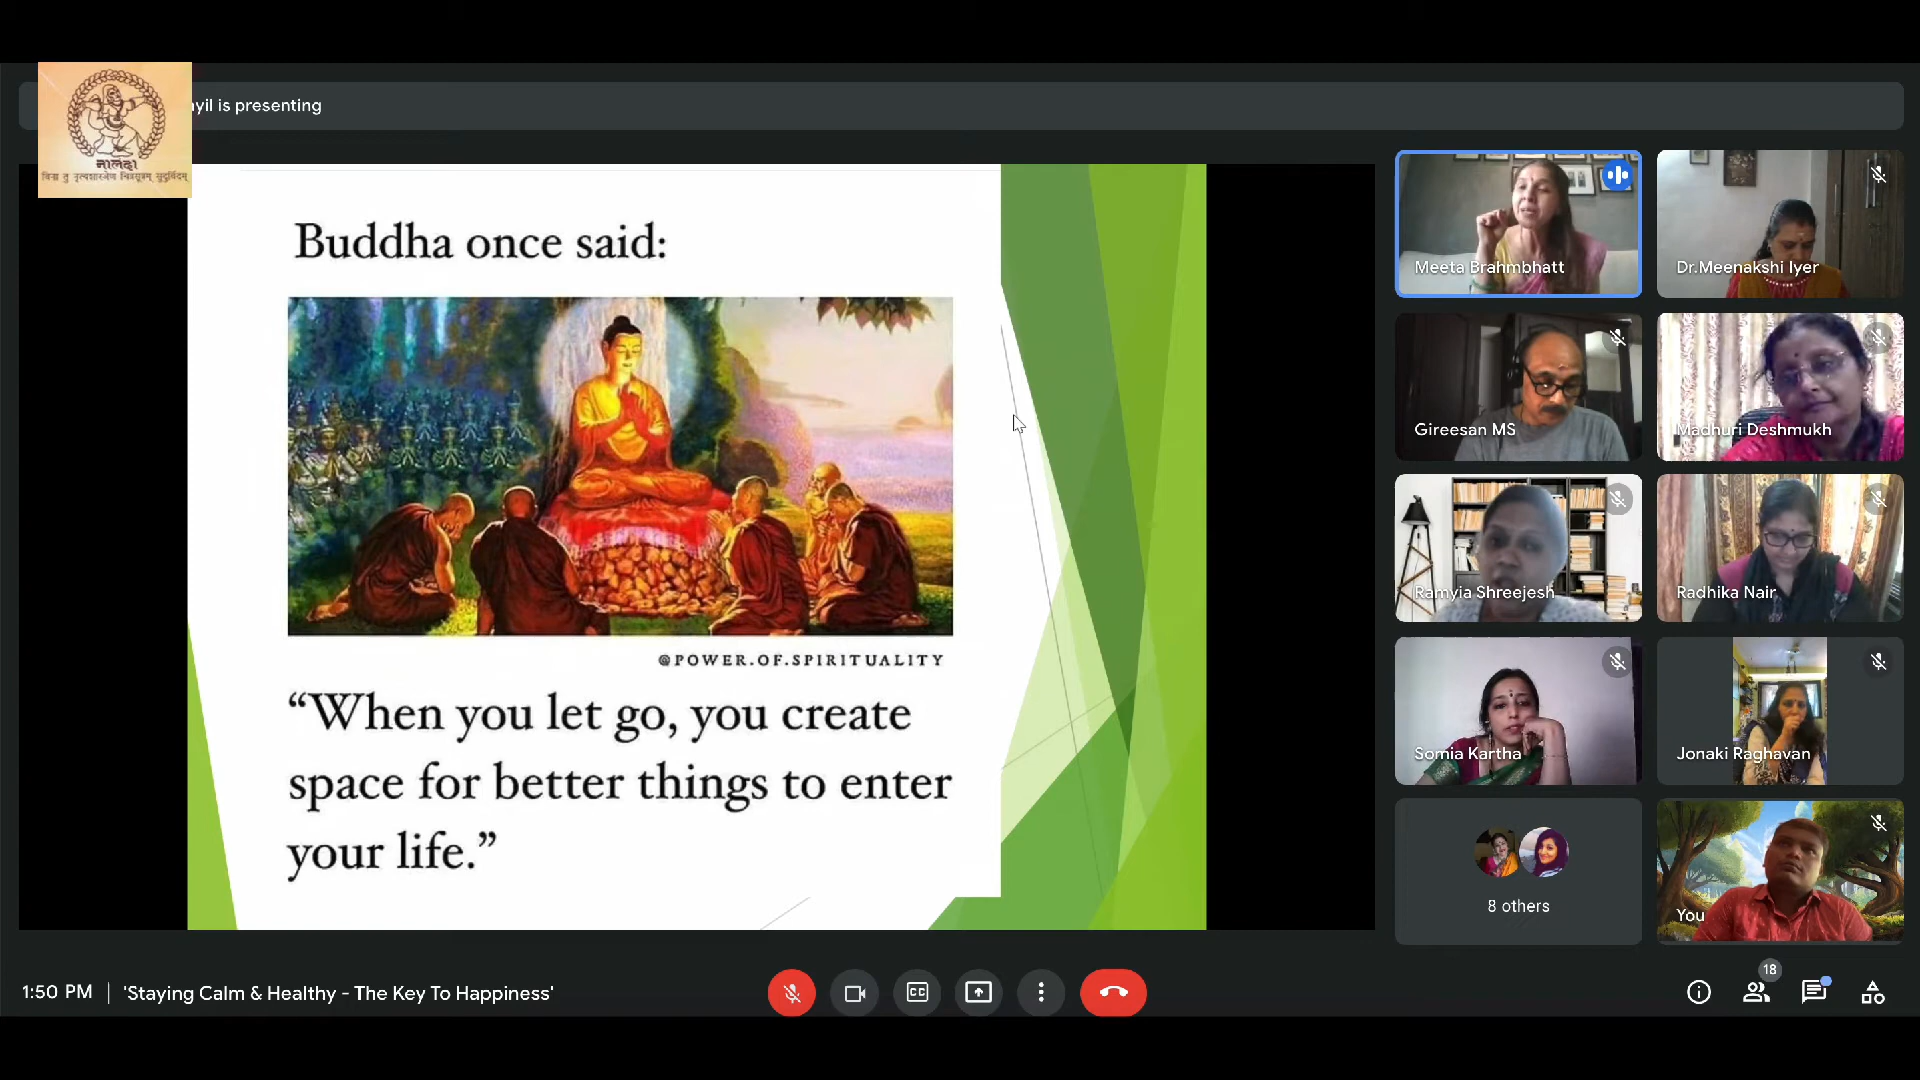 नालंदा
yil is presenting
Buddha once said:
@POWER.OF.SPIRITUALITY
“When you let go, you create
space for better things to enter
your life.”
Meeta Brahmbhatt
Dr.Meenakshi Iyer
Gireesan MS
Madhuri Deshmukh
Ramyia Shreejesh
Radhika Nair
Somia Kartha
Jonaki Raghavan
8 others
You
1:50 PM | 'Staying Calm & Healthy - The Key To Happiness'
CC
18